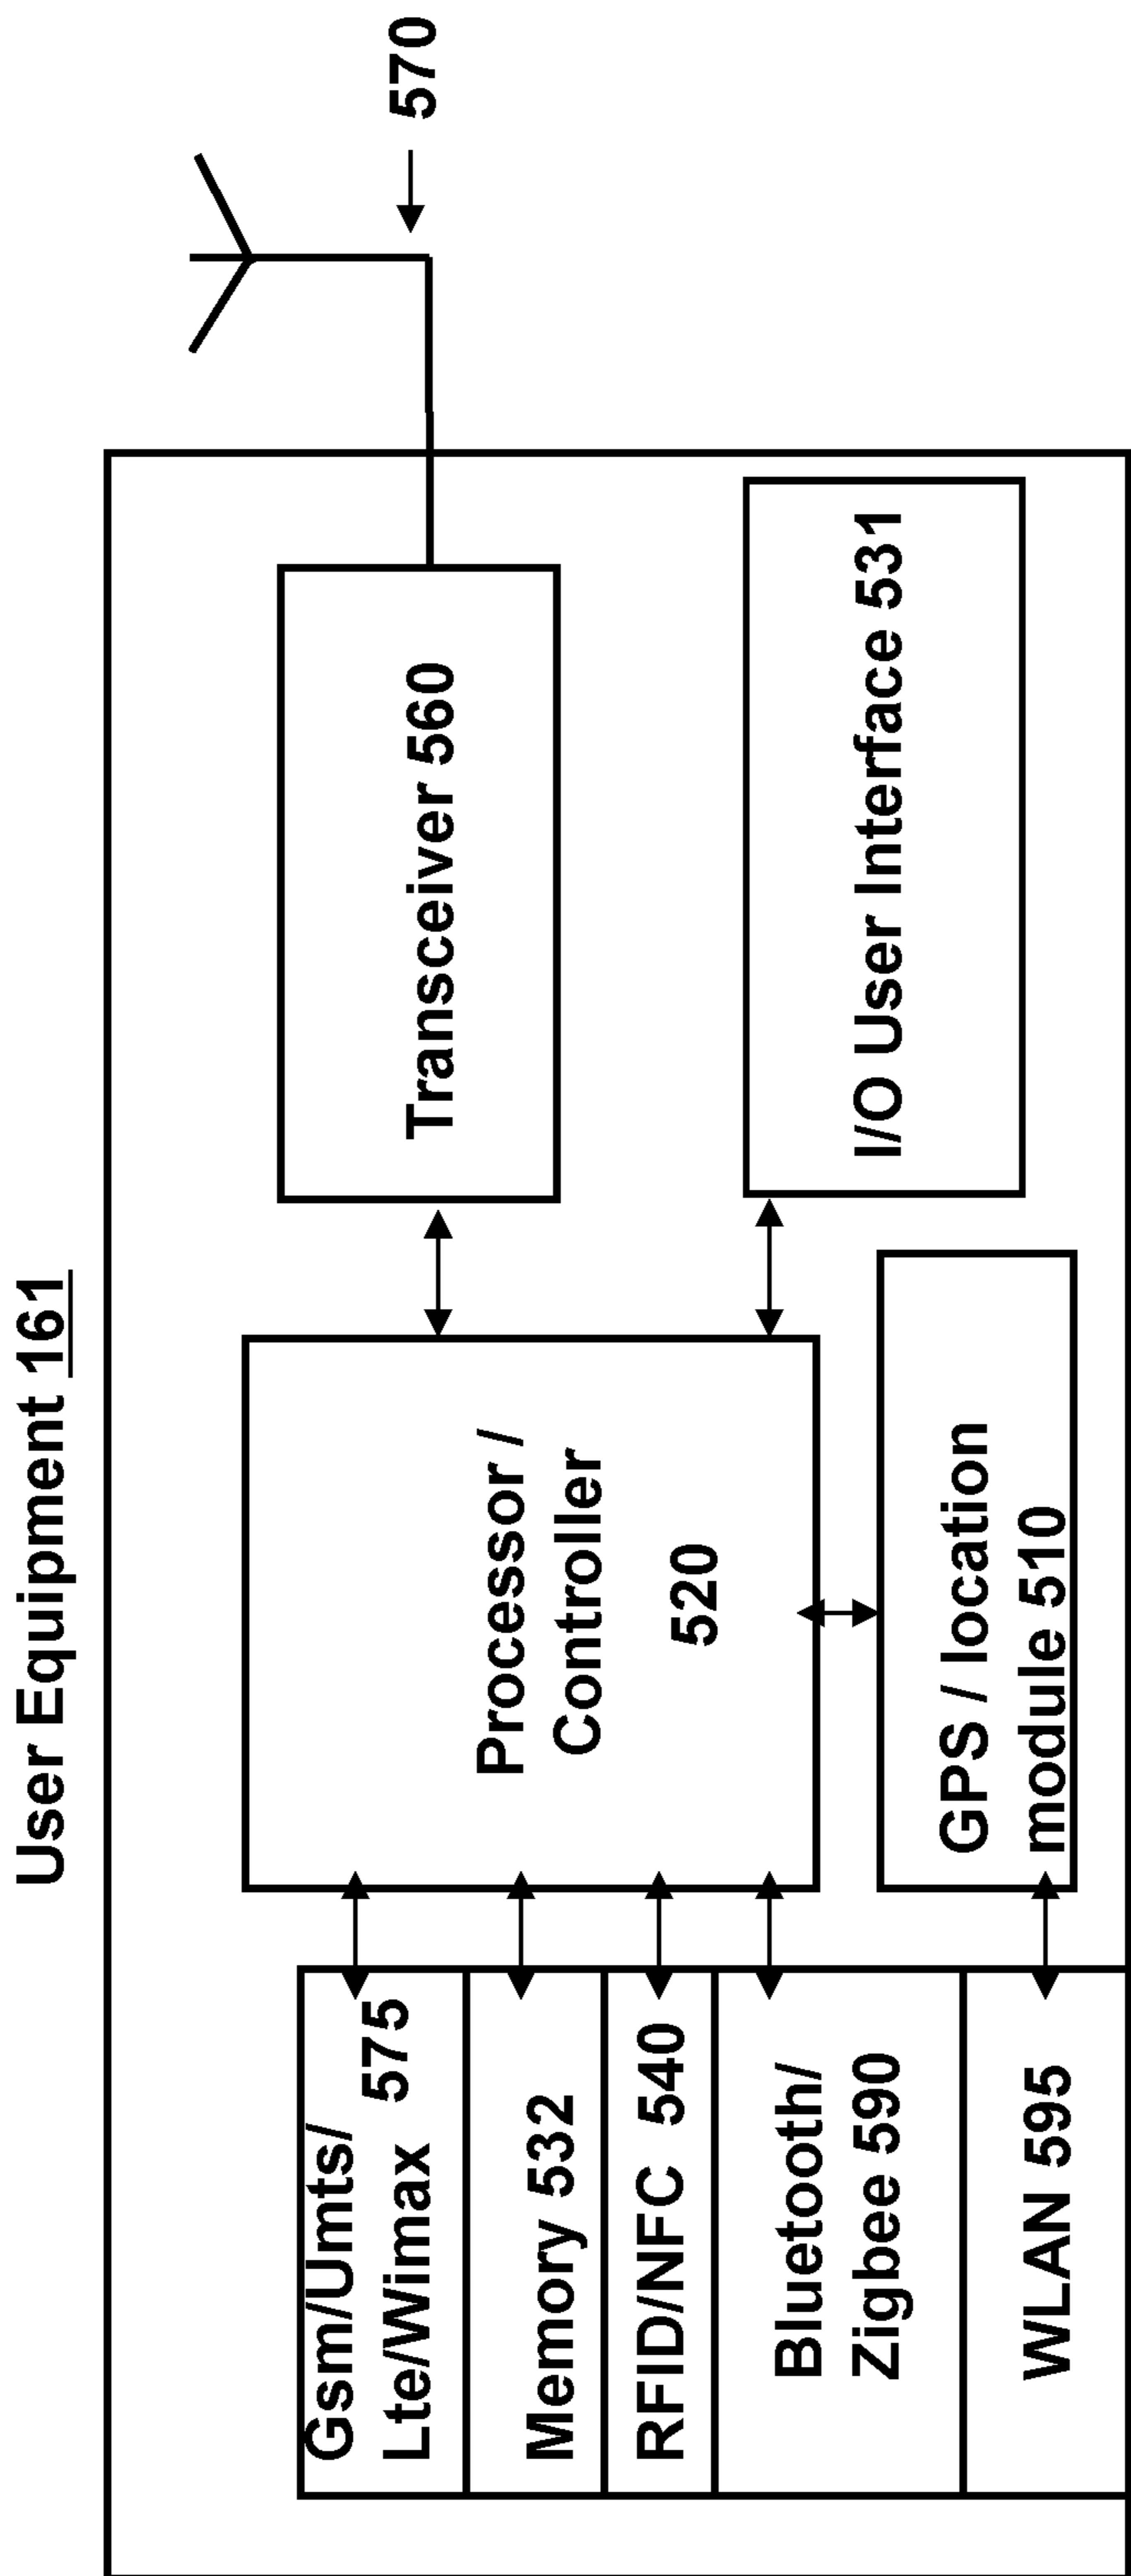 User Equipment 161
Gsm/Umts/
Lte/Wimax 575
Memory 532
RFID/NFC 540
Bluetooth/
Zigbee 590
WLAN 595
Processor /
Controller
520
GPS / location
module 510
Transceiver 560
I/O User Interface 531
570